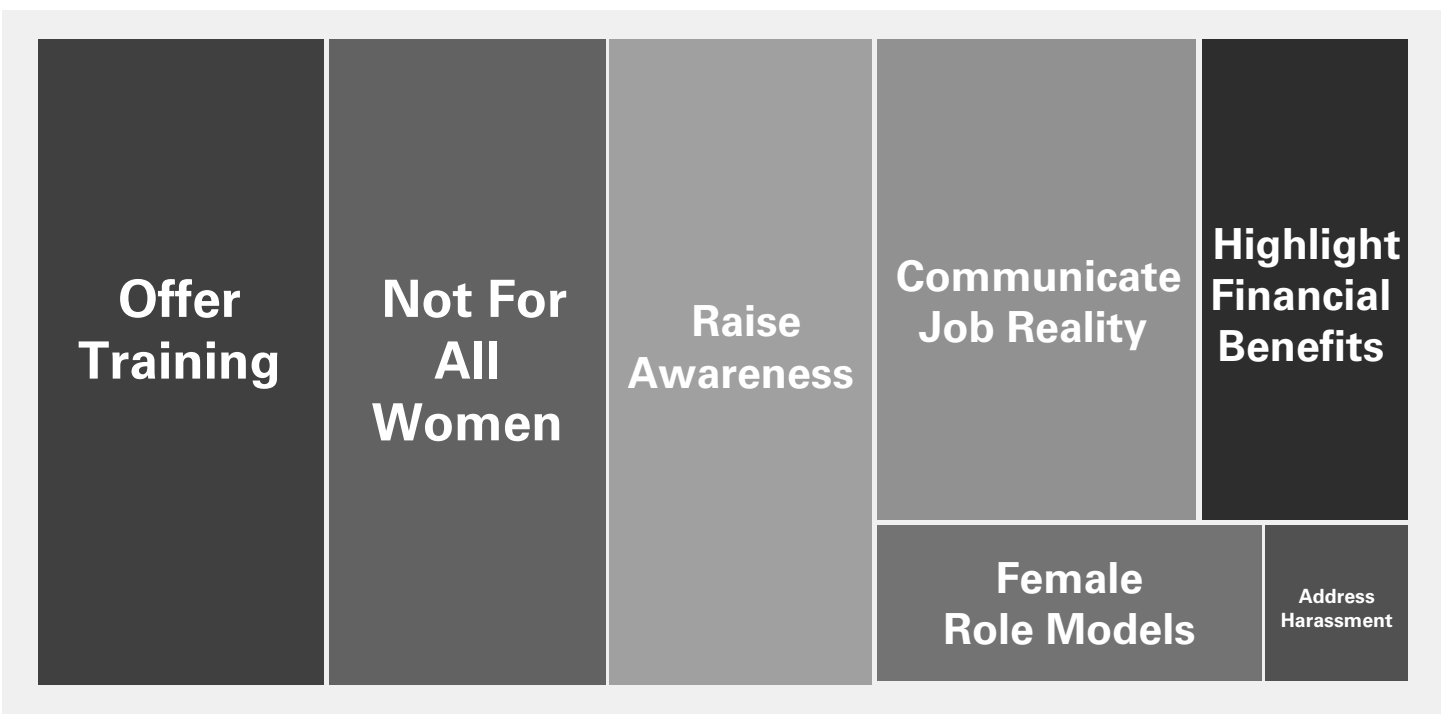 Offer
Training
Not For
All
Women
Raise
Awareness
Communicate
Job Reality
Highlight
Financial
Benefits
Female
Role Models
Address
Harassment